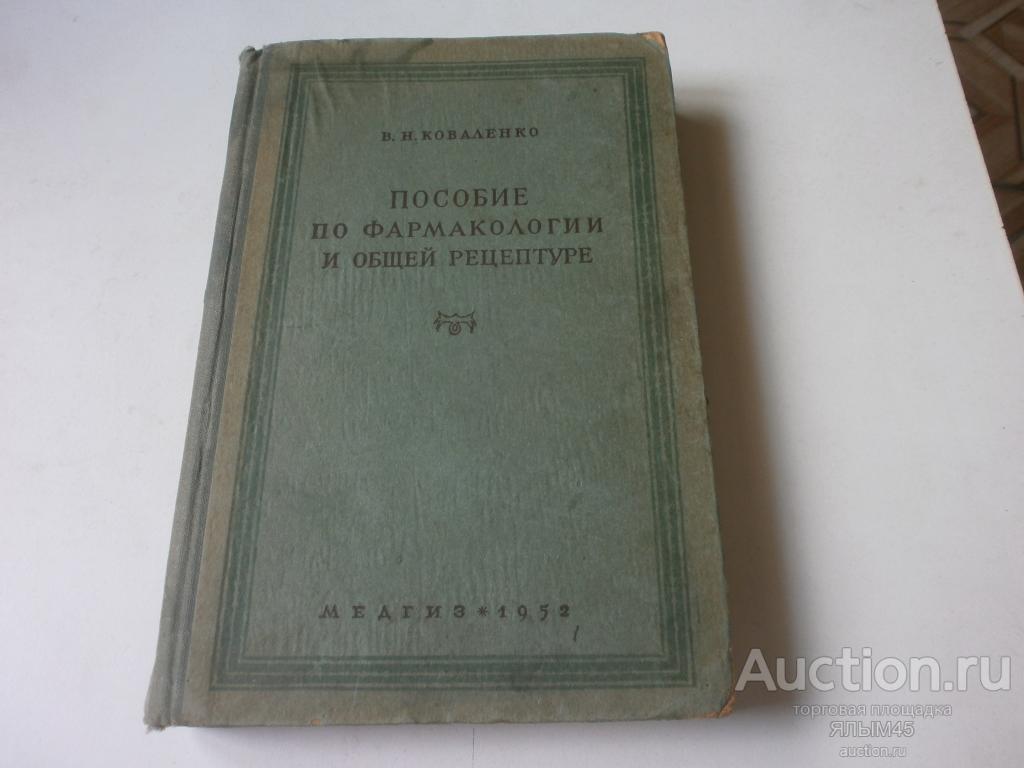 В. Н. КОВАЛЕНКО
ПОСОБИЕ
ПО ФАРМАКОЛОГИИ
И ОБЩЕЙ РЕЦЕПТУРЕ
МЕДГИЗ * 1952
Auction.ru
торговая площадка
ЯЛЫМ45
auction.ru